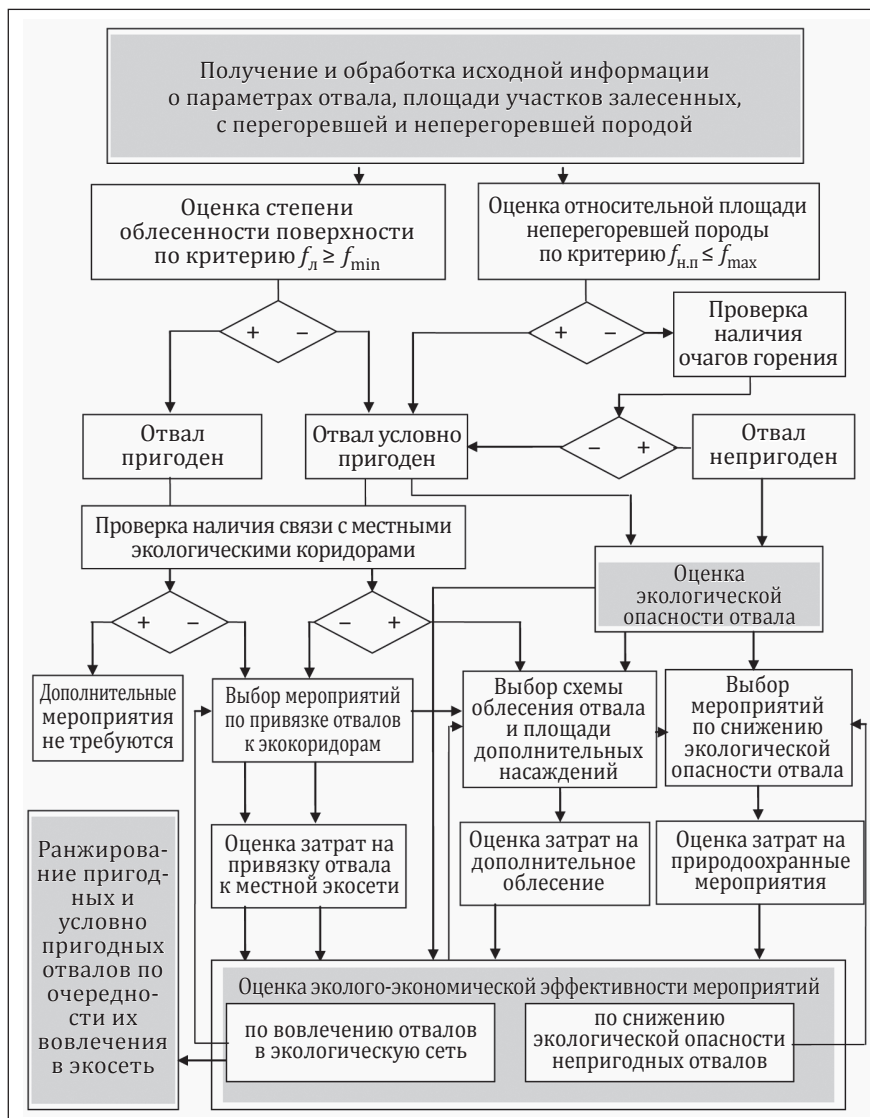 Получение и обработка исходной информации
о параметрах отвала, площади участков залесенных,
с перегоревшей и неперегоревшей породой
Оценка степени
облесенности поверхности
по критерию fл ≥ fmin
Оценка относительной площади
неперегоревшей породы
по критерию fн.п ≤ fmax
+ –
+ –
Проверка
наличия
очагов горения
Отвал
пригоден
Отвал условно
пригоден
– +
Отвал
непригоден
Проверка наличия связи с местными
экологическими коридорами
Оценка
экологической
опасности отвала
+ –
– +
Дополнительные
мероприятия
не требуются
Выбор мероприятий
по привязке отвалов
к экокоридорам
Выбор схемы
облесения отвала
и площади
дополнительных
насаждений
Выбор
мероприятий
по снижению
экологической
опасности отвала
Ранжирова-
ние пригод-
ных и
условно
пригодных
отвалов по
очередно-
сти их
вовлечения
в экосеть
Оценка затрат на
привязку отвала
к местной экосети
Оценка затрат на
дополнительное
облесение
Оценка затрат на
природоохранные
мероприятия
Оценка эколого-экономической эффективности мероприятий
по вовлечению отвалов
в экологическую сеть
по снижению
экологической опасности
непригодных отвалов